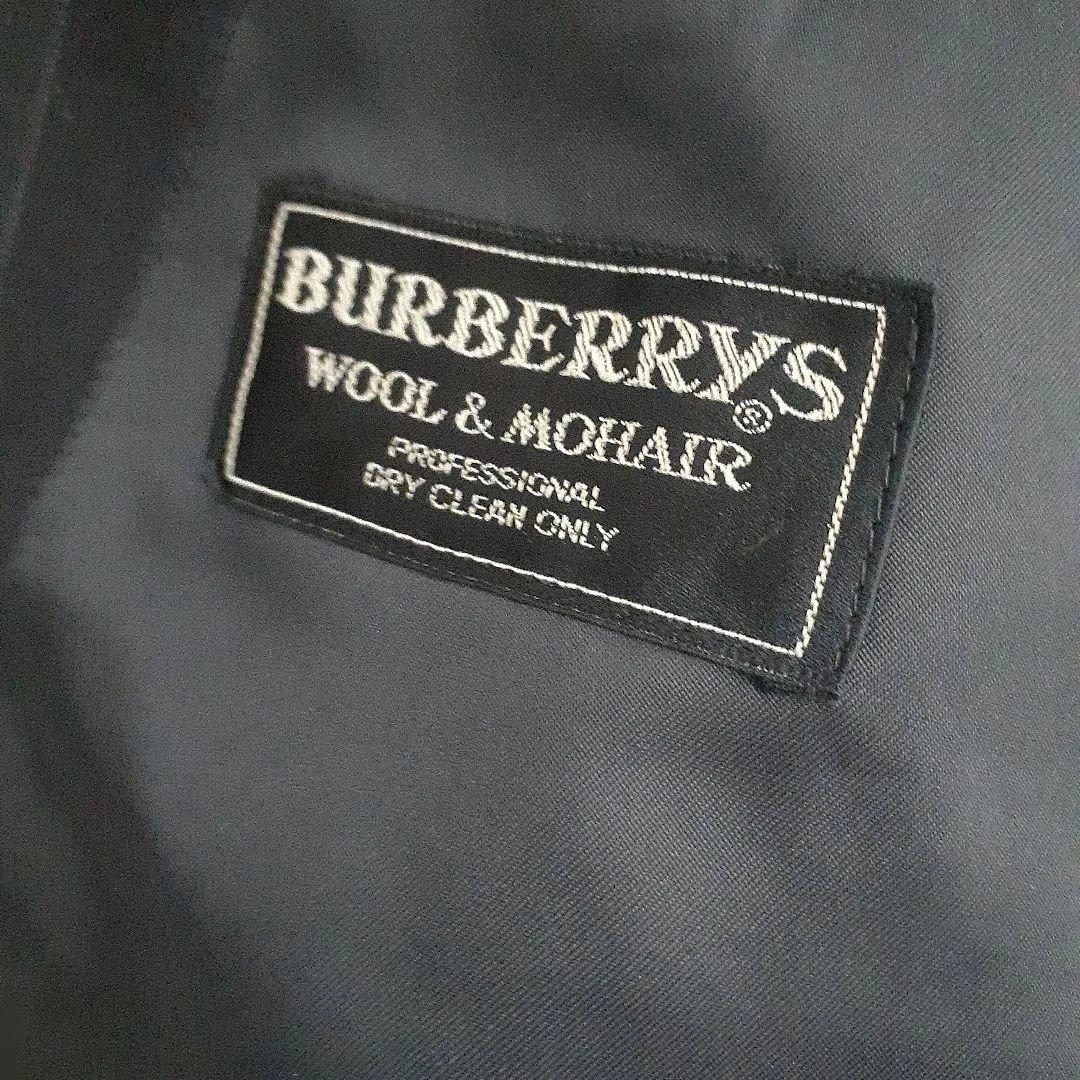 BURBERRYS®
WOOL & MOHAIR
PROFESSIONAL
DRY CLEAN ONLY